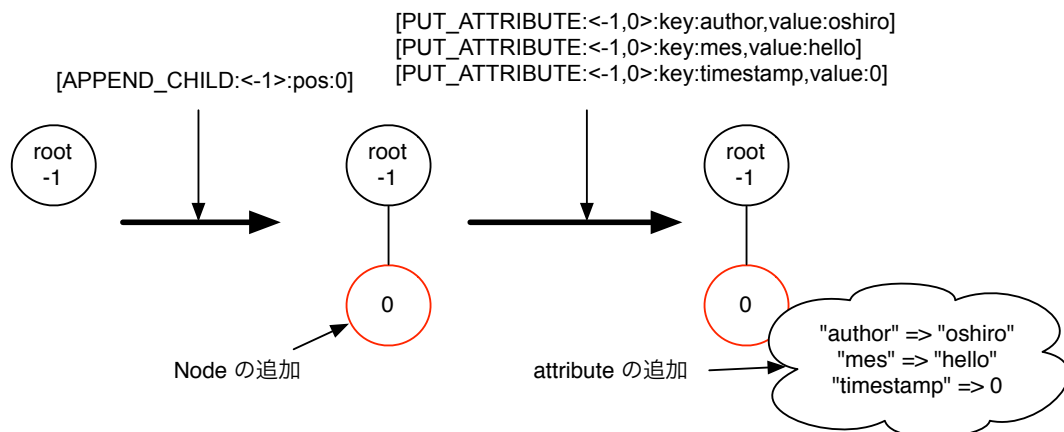 [PUT_ATTRIBUTE:<-1,0>:key:author,value:oshiro]
[PUT_ATTRIBUTE:<-1,0>:key:mes,value:hello]
[PUT_ATTRIBUTE:<-1,0>:key:timestamp,value:0]
[APPEND_CHILD:<-1>:pos:0]
root
-1
root
-1
root
-1
0
0
Node の追加
attribute の追加
"author" => "oshiro"
"mes" => "hello"
"timestamp" => 0